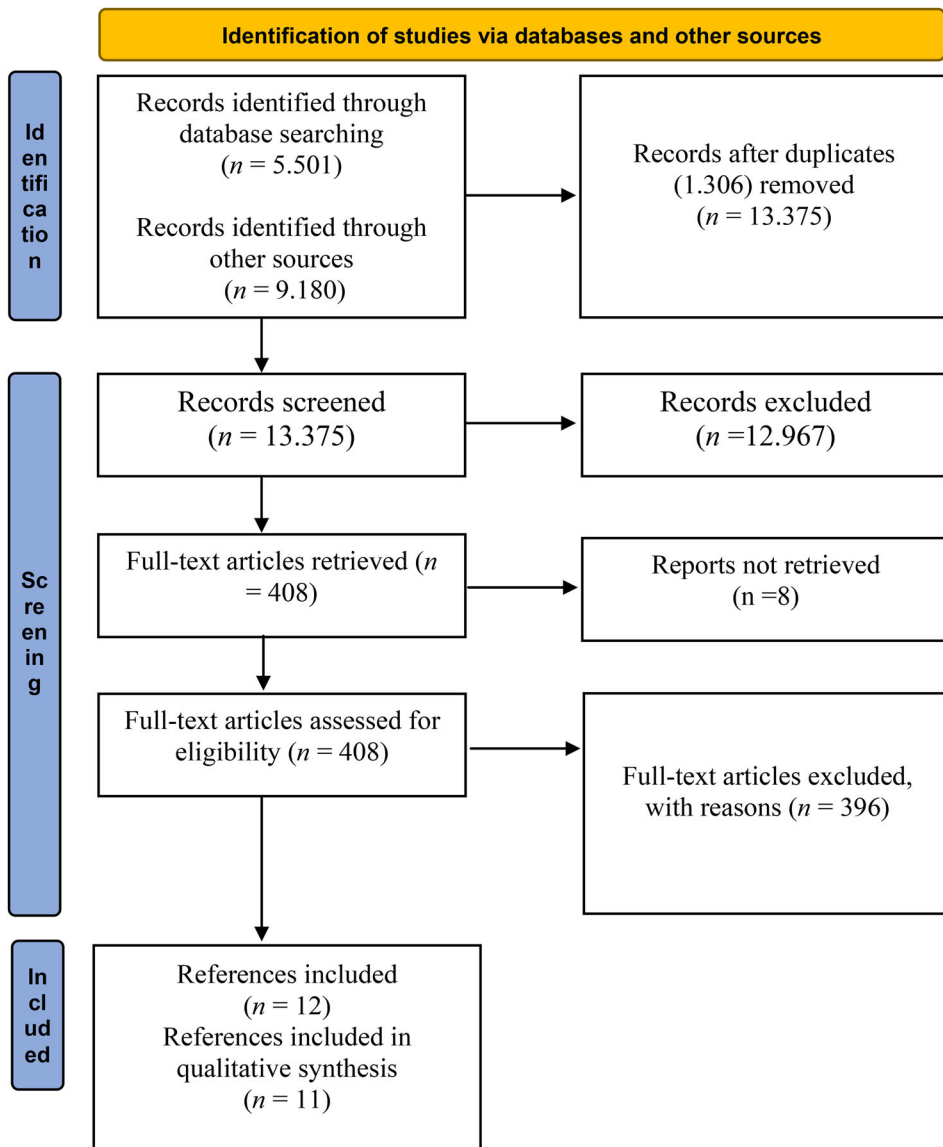 Identification of studies via databases and other sources
Id
en
tifi
ca
tio
n
Records identified through
database searching
(n = 5.501)
Records identified through
other sources
(n = 9.180)
Records after duplicates
(1.306) removed
(n = 13.375)
Sc
re
en
in
g
Records screened
(n = 13.375)
Records excluded
(n =12.967)
Full-text articles retrieved (n
= 408)
Reports not retrieved
(n =8)
Full-text articles assessed for
eligibility (n = 408)
Full-text articles excluded,
with reasons (n = 396)
In
cl
ud
ed
References included
(n = 12)
References included in
qualitative synthesis
(n = 11)